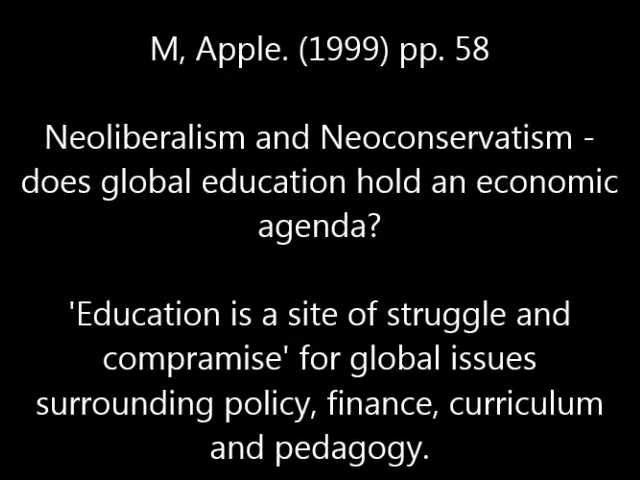 M, Apple. (1999) pp. 58
Neoliberalism and Neoconservatism -
does global education hold an economic
agenda?
'Education is a site of struggle and
compramise' for global issues
surrounding policy, finance, curriculum
and pedagogy.